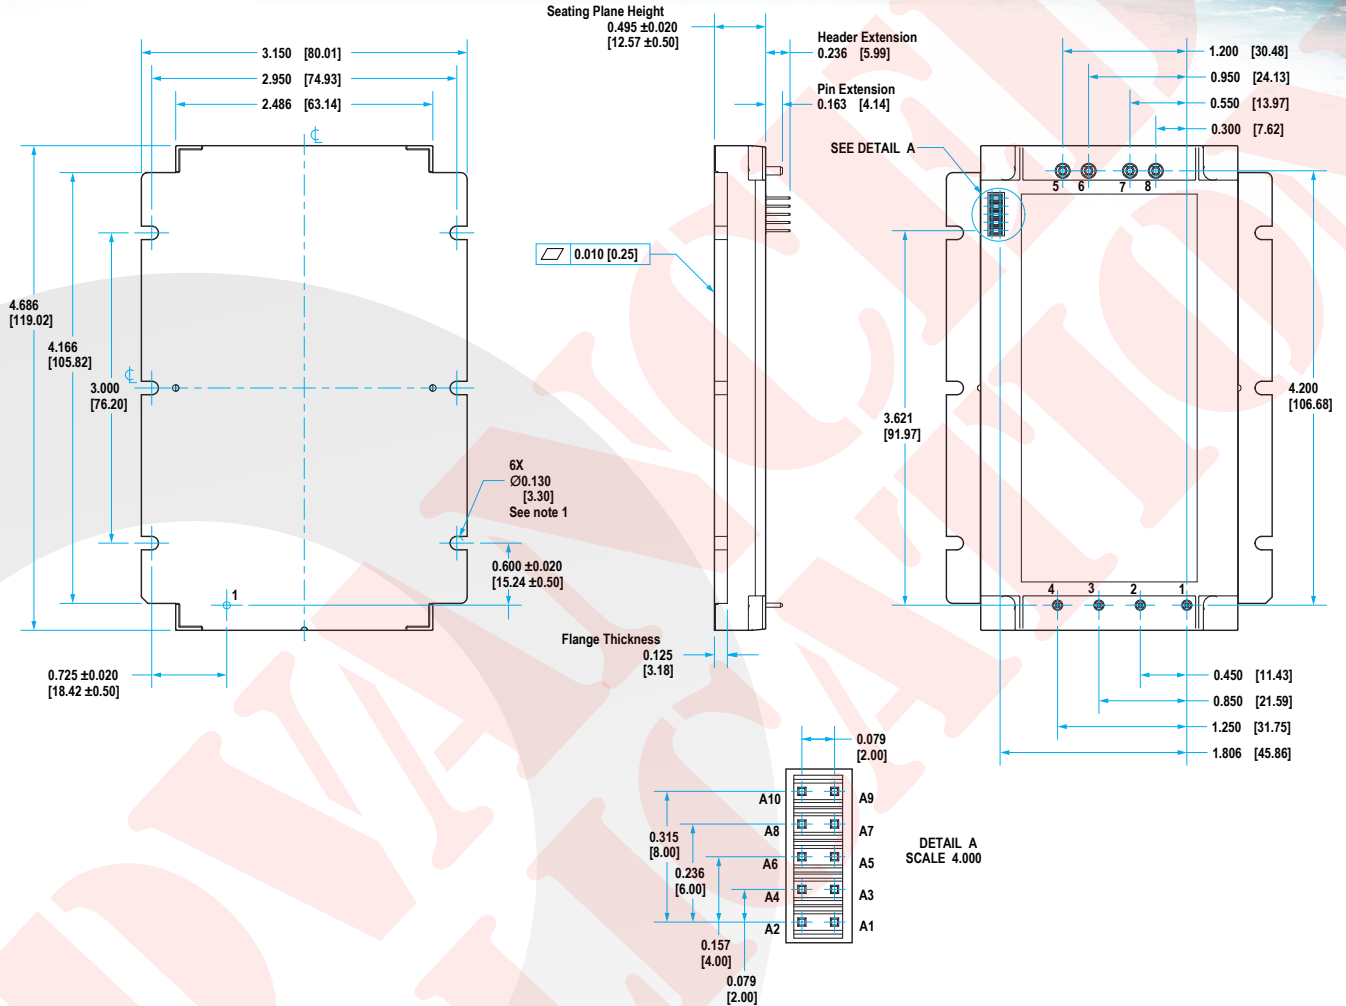 Seating Plane Height
0.495 ±0.020
[12.57 ±0.50]
Header Extension
0.236 [5.99]
Pin Extension
0.163 [4.14]
3.150 [80.01]
2.950 [74.93]
2.486 [63.14]
1.200 [30.48]
0.950 [24.13]
0.550 [13.97]
0.300 [7.62]
SEE DETAIL A
5 6 7 8
0.010 [0.25]
4.686
[119.02]
4.166
[105.82]
3.000
[76.20]
6X
Ø0.130
[3.30]
See note 1
0.600 ±0.020
[15.24 ±0.50]
1
0.725 ±0.020
[18.42 ±0.50]
Flange Thickness
0.125
[3.18]
3.621
[91.97]
4.200
[106.68]
4 3 2 1
0.450 [11.43]
0.850 [21.59]
1.250 [31.75]
1.806 [45.86]
0.079
[2.00]
A10 A9
A8 A7
A6 A5
A4 A3
A2 A1
0.315
[8.00]
0.236
[6.00]
0.157
[4.00]
0.079
[2.00]
DETAIL A
SCALE 4.000